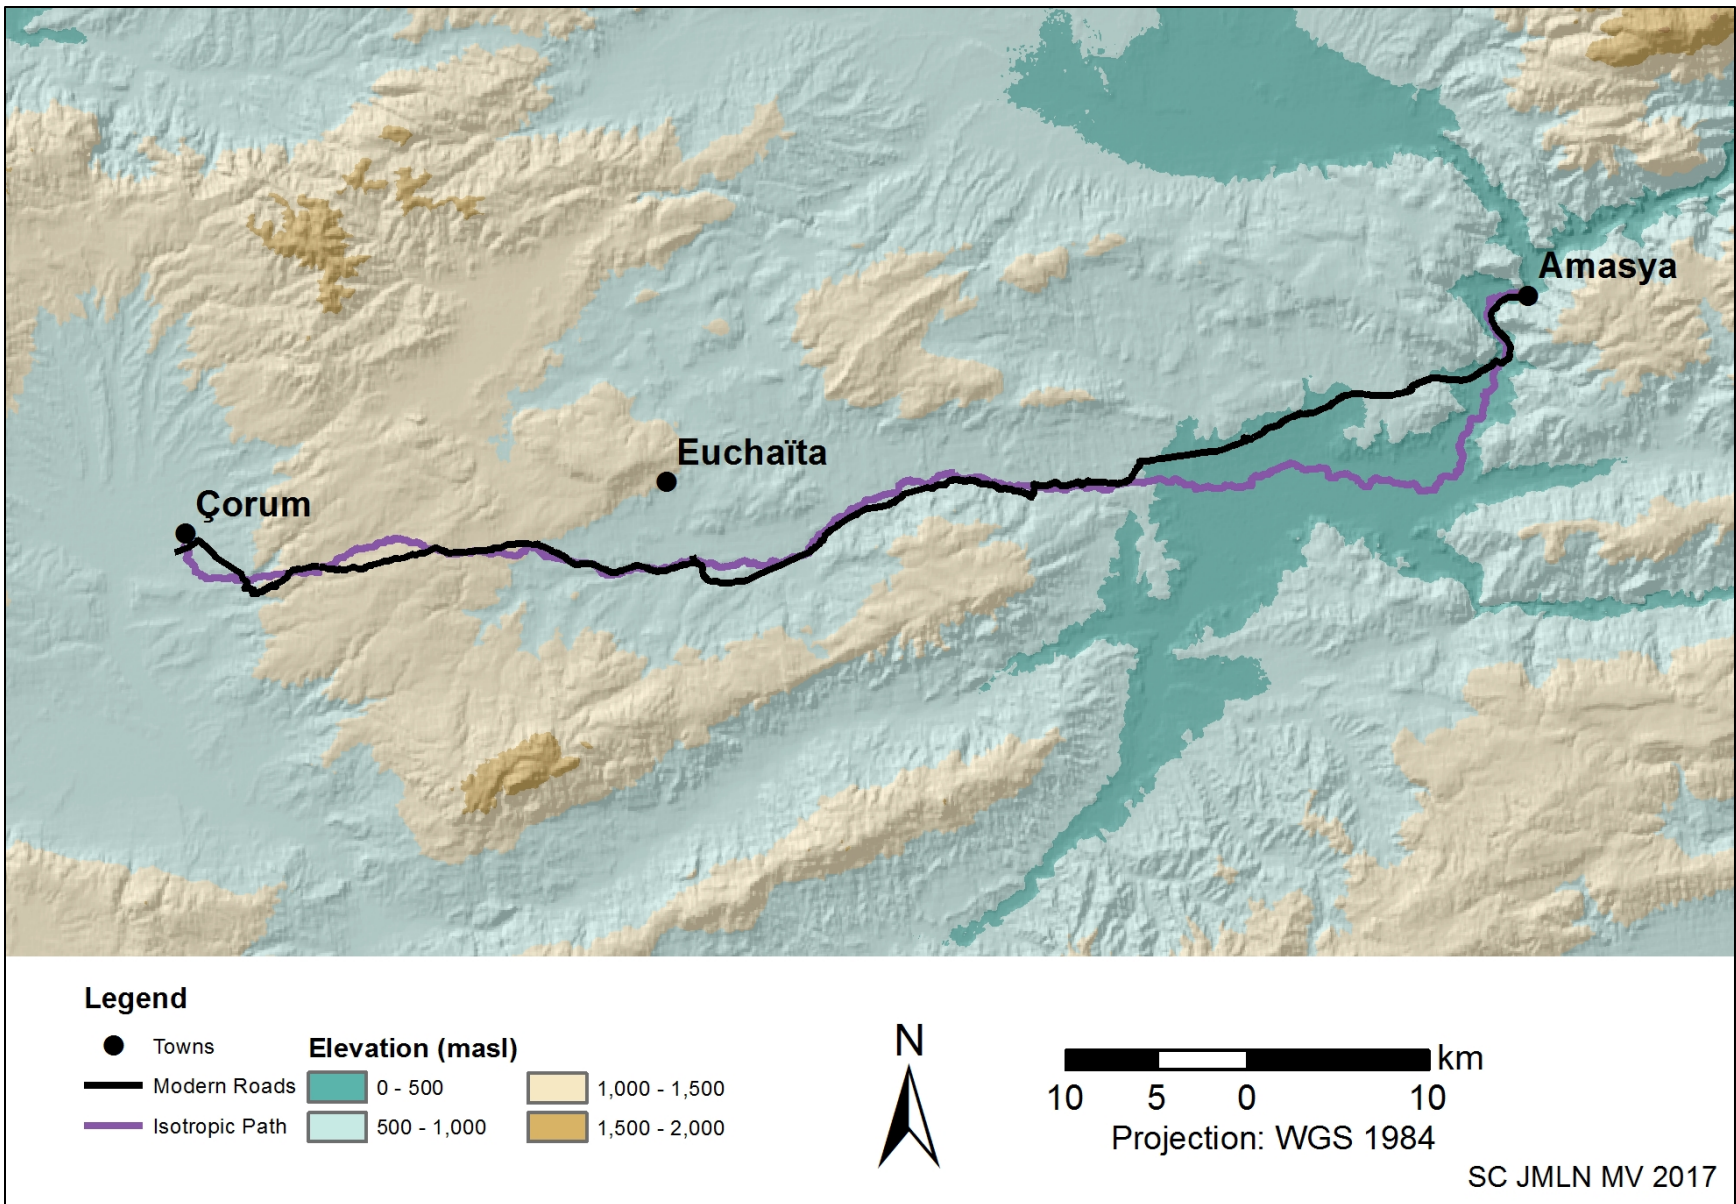 Amasya
Euchaïta
Çorum
Legend
Towns
Modern Roads
Isotropic Path
Elevation (masl)
0 - 500
500 - 1,000
1,000 - 1,500
1,500 - 2,000
N
km
10 5 0 10
Projection: WGS 1984
SC JMLN MV 2017